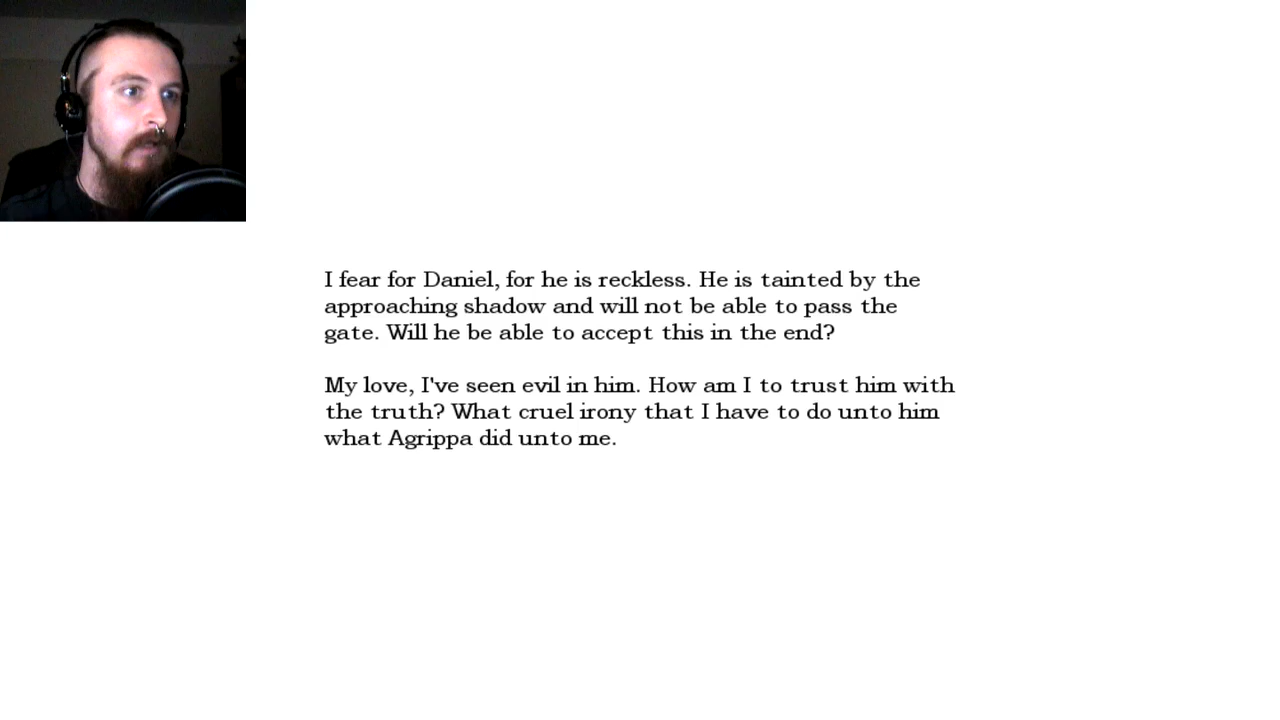 I fear for Daniel, for he is reckless. He is tainted by the
approaching shadow and will not be able to pass the
gate. Will he be able to accept this in the end?
My love, I've seen evil in him. How am I to trust him with
the truth? What cruel irony that I have to do unto him
what Agrippa did unto me.